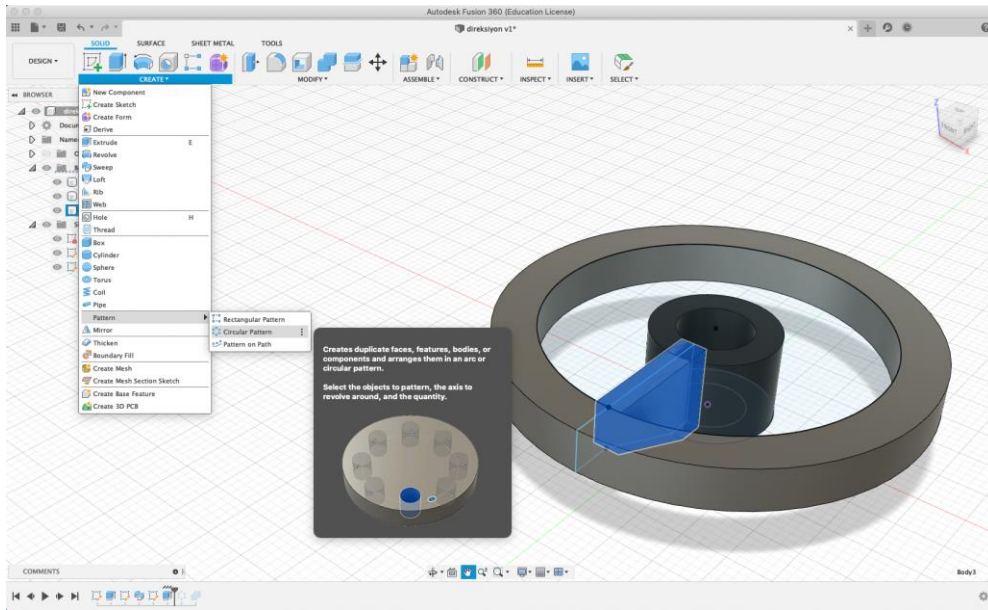 Autodesk Fusion 360 (Education License)
direksiyon v1*
SOLID SURFACE SHEET METAL TOOLS
DESIGN
CREATE MODIFY ASSEMBLE CONSTRUCT INSPECT INSERT SELECT
BROWSER
New Component
Create Sketch
Create Form
Derive
Extrude E
Revolve
Sweep
Loft
Rib
Web
Hole H
Thread
Box
Cylinder
Sphere
Torus
Coil
Pipe
Pattern
Mirror
Thicken
Boundary Fill
Create Mesh
Create Mesh Section Sketch
Create Base Feature
Create 3D PCB
Rectangular Pattern
Circular Pattern
Pattern on Path
Creates duplicate faces, features, bodies, or
components and arranges them in an arc or
circular pattern.
Select the objects to pattern, the axis to
revolve around, and the quantity.
Z
FRONT
X
COMMENTS
Body3